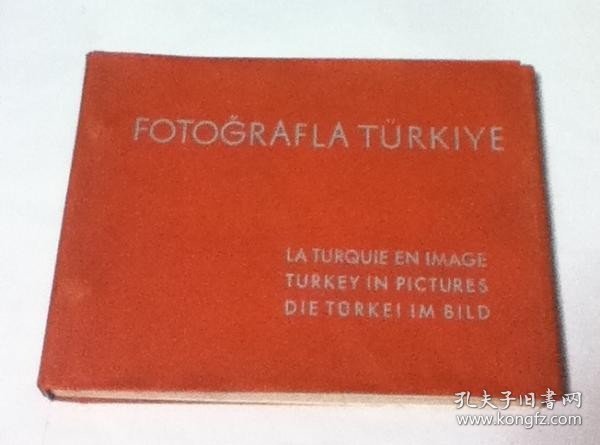 FOTOĞRAFLA TÜRKIYE
LA TURQUIE EN IMAGE
TURKEY IN PICTURES
DIE TÜRKEI IM BILD
孔夫子旧书网
www.kongfz.com